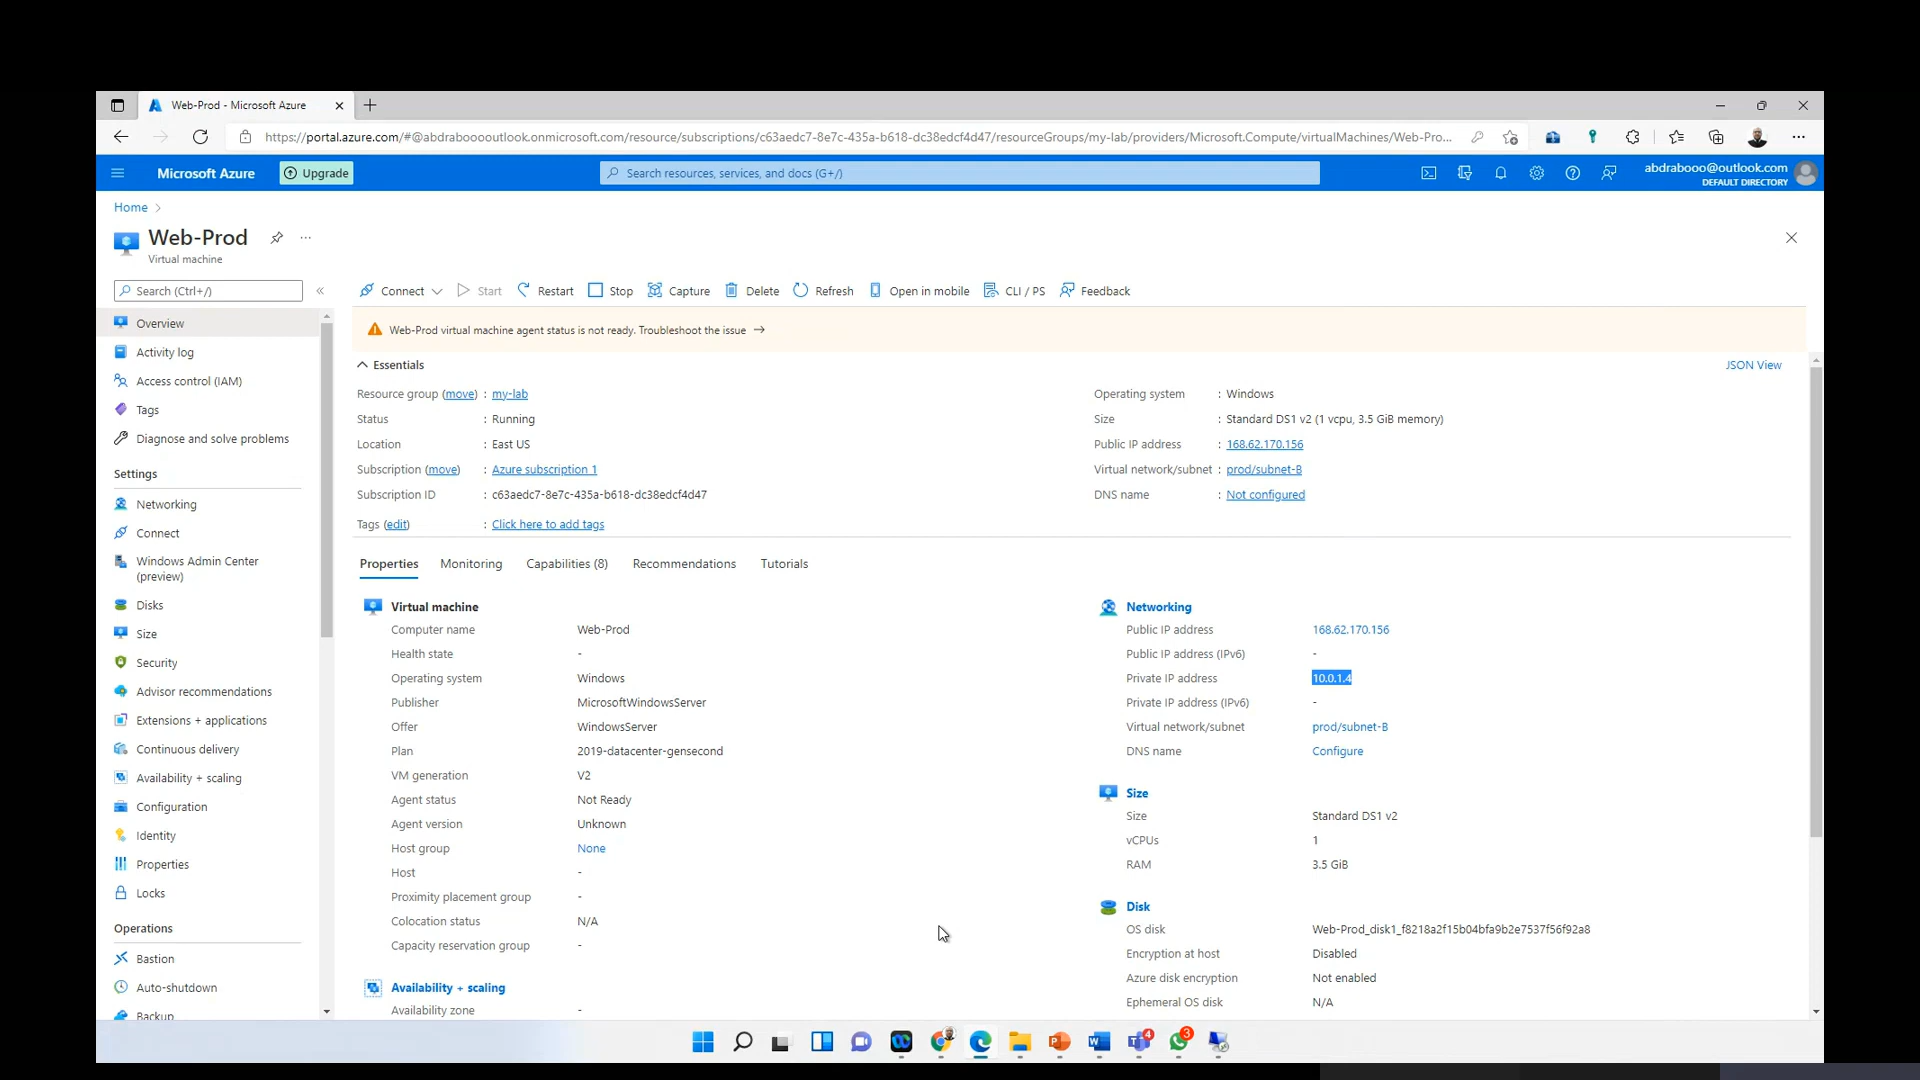 Web-Prod - Microsoft Azure
https://portal.azure.com/#@abdraboooutlook.onmicrosoft.com/resource/subscriptions/c63aedc7-8e7c-435a-b618-dc38edcf4d47/resourceGroups/my-lab/providers/Microsoft.Compute/virtualMachines/Web-Pro...
Microsoft Azure
Upgrade
Search resources, services, and docs (G+/)
abdrabooo@outlook.com
DEFAULT DIRECTORY
Home
Web-Prod
Virtual machine
Search (Ctrl+/)
Connect
Start
Restart
Stop
Capture
Delete
Refresh
Open in mobile
CLI / PS
Feedback
Overview
Activity log
Access control (IAM)
Tags
Diagnose and solve problems
Settings
Networking
Connect
Windows Admin Center
(preview)
Disks
Size
Security
Advisor recommendations
Extensions + applications
Continuous delivery
Availability + scaling
Configuration
Identity
Properties
Locks
Operations
Bastion
Auto-shutdown
Backup
Web-Prod virtual machine agent status is not ready. Troubleshoot the issue →
Essentials
JSON View
Resource group (move) : my-lab
Status : Running
Location : East US
Subscription (move) : Azure subscription 1
Subscription ID : c63aedc7-8e7c-435a-b618-dc38edcf4d47
Tags (edit) : Click here to add tags
Operating system : Windows
Size : Standard DS1 v2 (1 vcpu, 3.5 GiB memory)
Public IP address : 168.62.170.156
Virtual network/subnet : prod/subnet-B
DNS name : Not configured
Properties
Monitoring
Capabilities (8)
Recommendations
Tutorials
Virtual machine
Computer name Web-Prod
Health state -
Operating system Windows
Publisher MicrosoftWindowsServer
Offer WindowsServer
Plan 2019-datacenter-gensecond
VM generation V2
Agent status Not Ready
Agent version Unknown
Host group None
Host -
Proximity placement group -
Colocation status N/A
Capacity reservation group -
Availability + scaling
Availability zone -
Networking
Public IP address 168.62.170.156
Public IP address (IPv6) -
Private IP address 10.0.1.4
Private IP address (IPv6) -
Virtual network/subnet prod/subnet-B
DNS name Configure
Size
Size Standard DS1 v2
vCPUs 1
RAM 3.5 GiB
Disk
OS disk Web-Prod_disk1_f8218a2f15b04bfa9b2e7537f56f92a8
Encryption at host Disabled
Azure disk encryption Not enabled
Ephemeral OS disk N/A
4
3